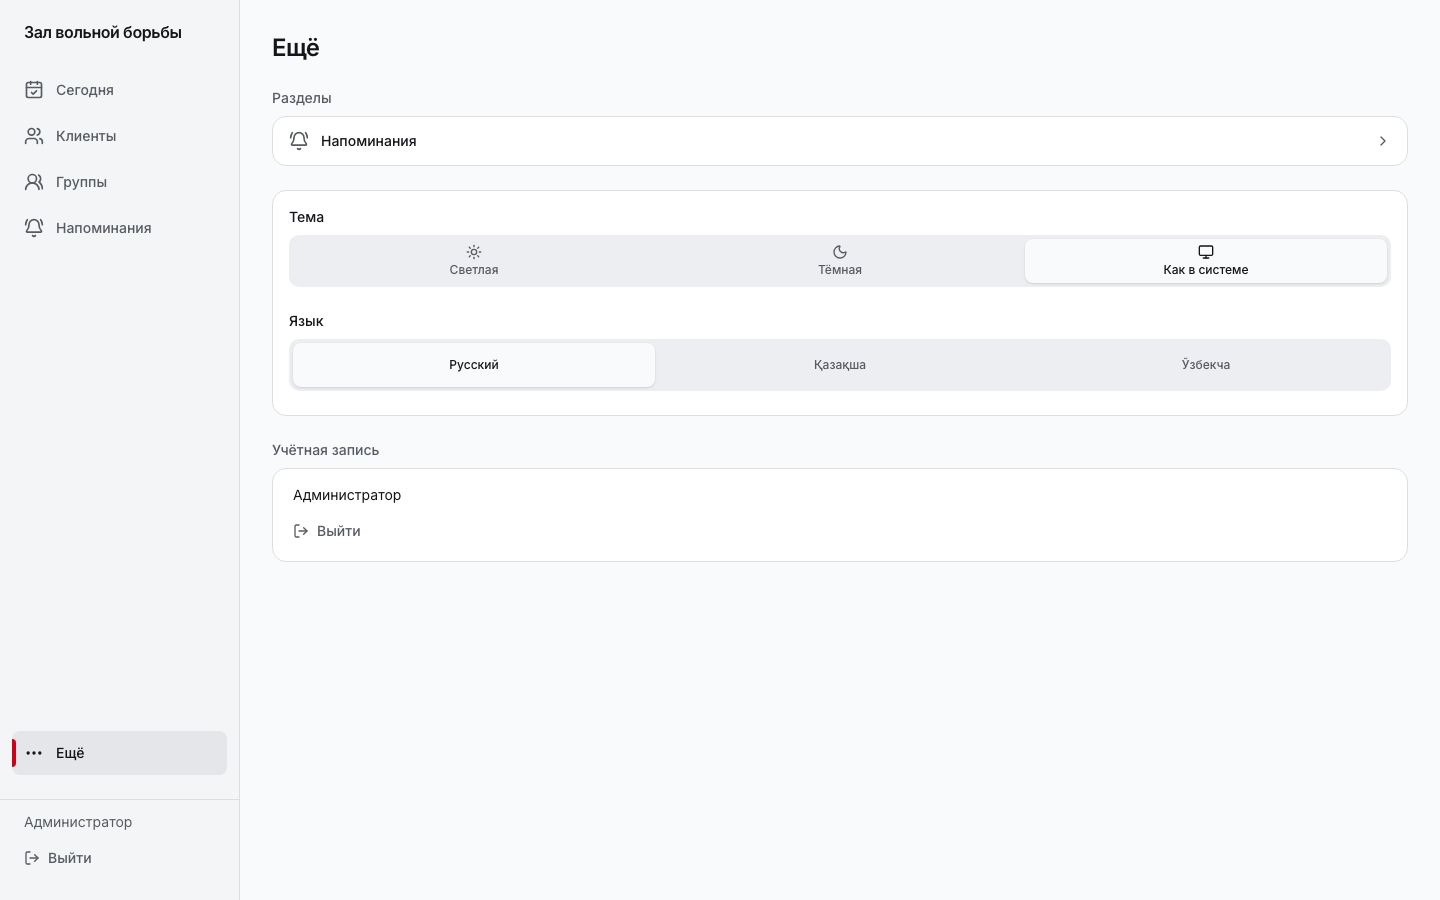 Зал вольной борьбы
Сегодня
Клиенты
Группы
Напоминания
Ещё
Администратор
Выйти
Ещё
Разделы
Напоминания
Тема
Светлая
Тёмная
Как в системе
Язык
Русский
Қазақша
Ўзбекча
Учётная запись
Администратор
Выйти